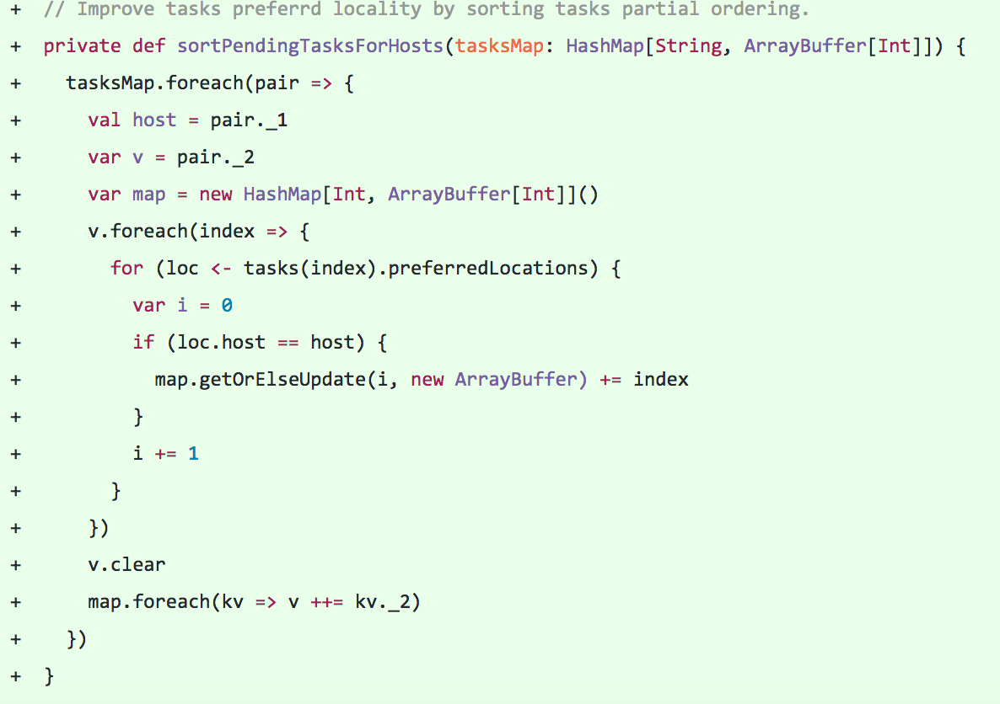 +  // Improve tasks preferrd locality by sorting tasks partial ordering.
+  private def sortPendingTasksForHosts(tasksMap: HashMap[String, ArrayBuffer[Int]]) {
+    tasksMap.foreach(pair => {
+      val host = pair._1
+      var v = pair._2
+      var map = new HashMap[Int, ArrayBuffer[Int]]()
+      v.foreach(index => {
+        for (loc <- tasks(index).preferredLocations) {
+          var i = 0
+          if (loc.host == host) {
+            map.getOrElseUpdate(i, new ArrayBuffer) += index
+          }
+          i += 1
+        }
+      })
+      v.clear
+      map.foreach(kv => v ++= kv._2)
+    })
+  }